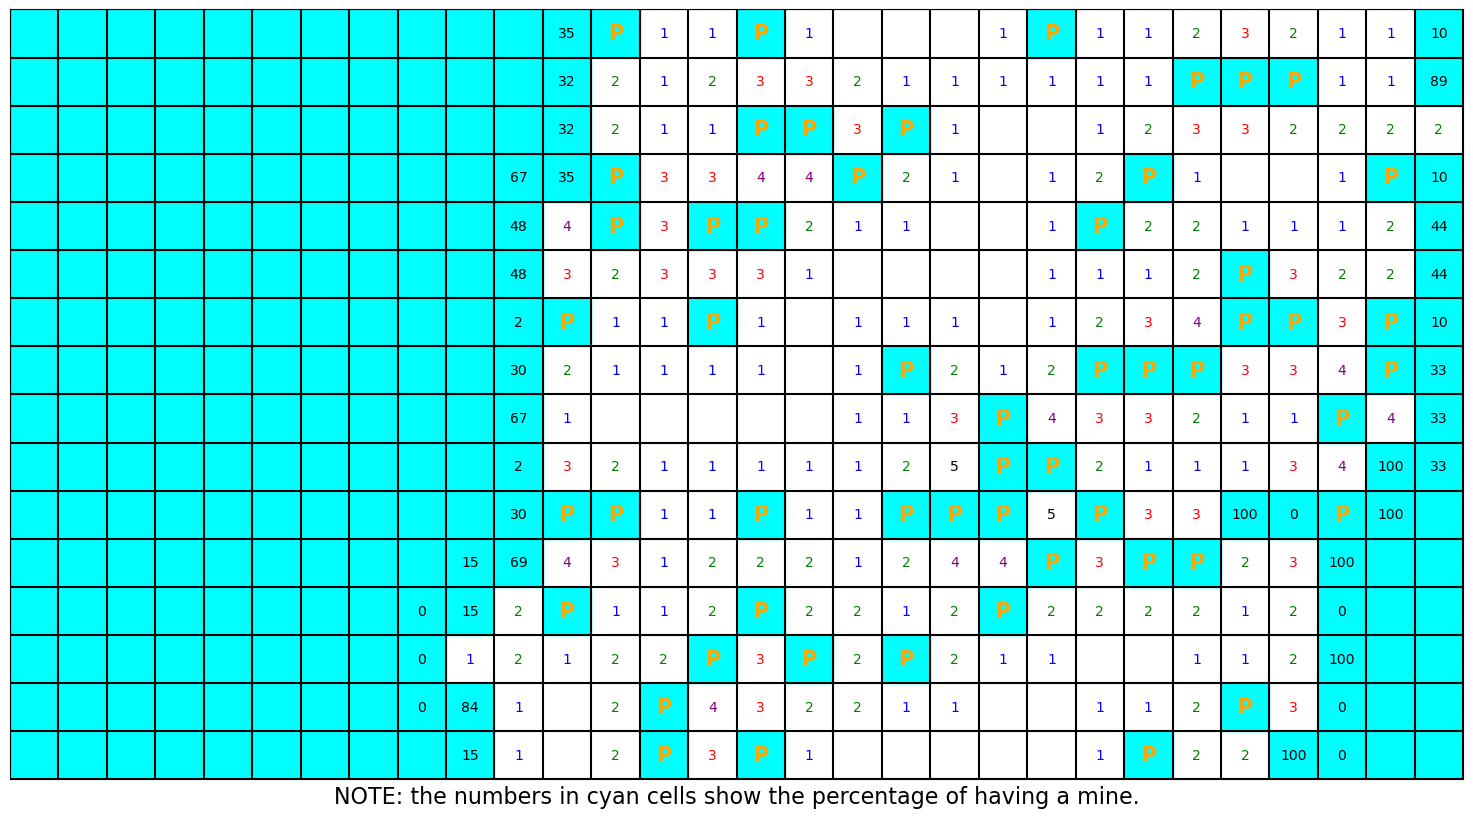 35 P 1 1 P 1 1 P 1 1 2 3 2 1 1 10
32 2 1 2 3 3 2 1 1 1 1 1 1 P P P 1 1 89
32 2 1 1 P P 3 P 1 1 2 3 3 2 2 2 2
67 35 P 3 3 4 4 P 2 1 1 2 P 1 1 P 10
48 4 P 3 P P 2 1 1 1 P 2 2 1 1 1 2 44
48 3 2 3 3 3 1 1 1 1 2 P 3 2 2 44
2 P 1 1 P 1 1 1 1 1 2 3 4 P P 3 P 10
30 2 1 1 1 1 1 P 2 1 2 P P P 3 3 4 P 33
67 1 1 1 3 P 4 3 3 2 1 1 P 4 33
2 3 2 1 1 1 1 1 2 5 P P 2 1 1 1 3 4 100 33
30 P P 1 1 P 1 1 P P P 5 P 3 3 100 0 P 100
15 69 4 3 1 2 2 2 1 2 4 4 P 3 P P 2 3 100
0 15 2 P 1 1 2 P 2 2 1 2 P 2 2 2 2 1 2 0
0 1 2 1 2 2 P 3 P 2 P 2 1 1 1 1 2 100
0 84 1 2 P 4 3 2 2 1 1 1 1 2 P 3 0
15 1 2 P 3 P 1 1 P 2 2 100 0
NOTE: the numbers in cyan cells show the percentage of having a mine.